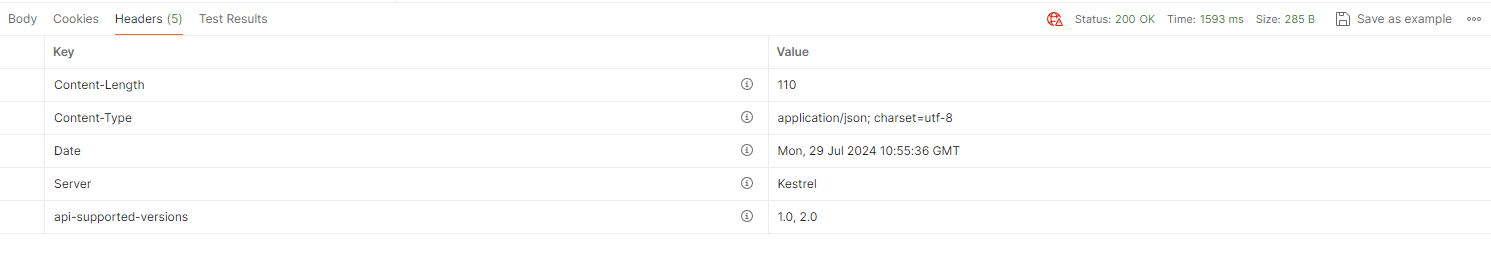 Body Cookies Headers (5) Test Results Status: 200 OK Time: 1593 ms Size: 285 B Save as example
Key Value
Content-Length 110
Content-Type application/json; charset=utf-8
Date Mon, 29 Jul 2024 10:55:36 GMT
Server Kestrel
api-supported-versions 1.0, 2.0